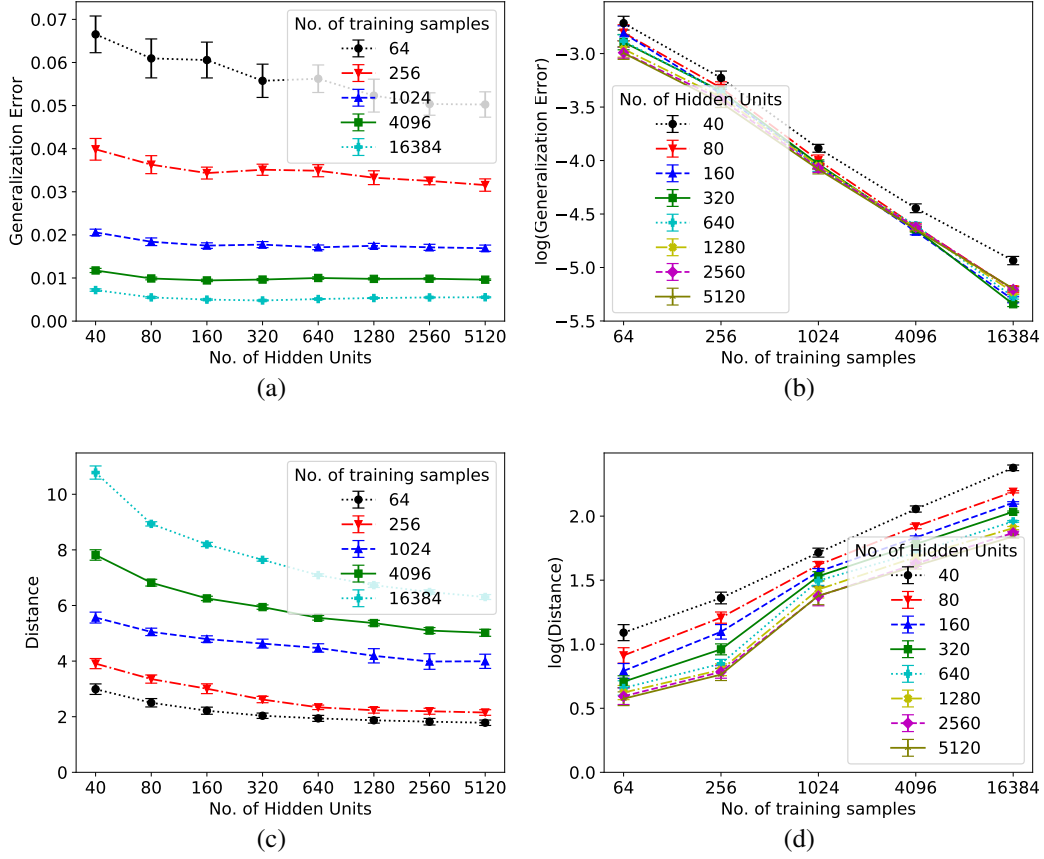 0.07
0.06
0.05
0.04
0.03
0.02
0.01
0.00
Generalization Error
No. of training samples
64
256
1024
4096
16384
40 80 160 320 640 1280 2560 5120
No. of Hidden Units
(a)
−3.0
−3.5
−4.0
−4.5
−5.0
−5.5
log(Generalization Error)
No. of Hidden Units
40
80
160
320
640
1280
2560
5120
64 256 1024 4096 16384
No. of training samples
(b)
10
8
6
4
2
0
Distance
No. of training samples
64
256
1024
4096
16384
40 80 160 320 640 1280 2560 5120
No. of Hidden Units
(c)
2.0
1.5
1.0
0.5
0.0
log(Distance)
No. of Hidden Units
40
80
160
320
640
1280
2560
5120
64 256 1024 4096 16384
No. of training samples
(d)